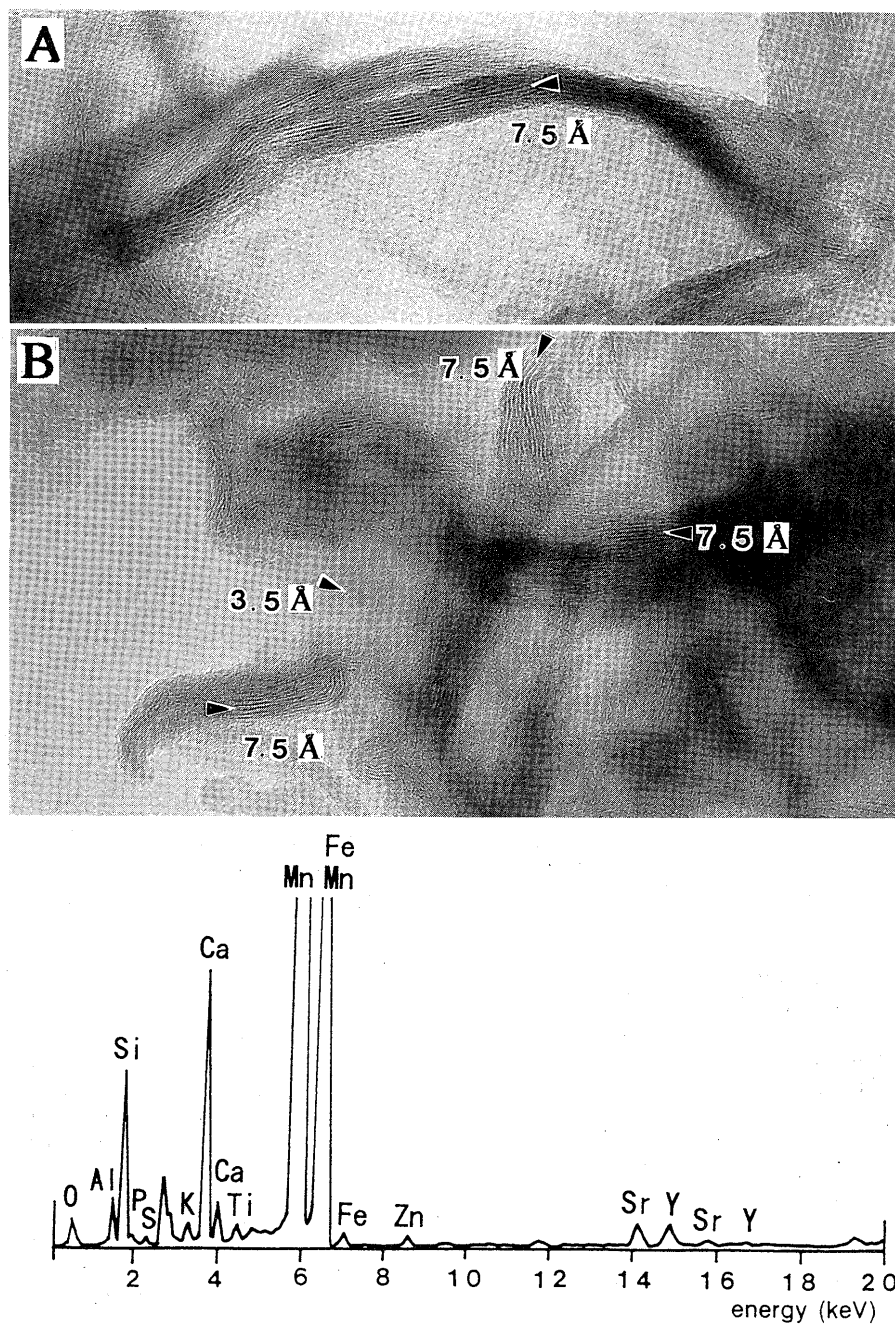 A
7.5 Å
B
7.5 Å
7.5 Å
3.5 Å
7.5 Å
Fe
Mn Mn
Ca
Si
O Al P S K Ca Ti Fe Zn Sr Y Sr Y
2 4 6 8 10 12 14 16 18 20
energy (keV)